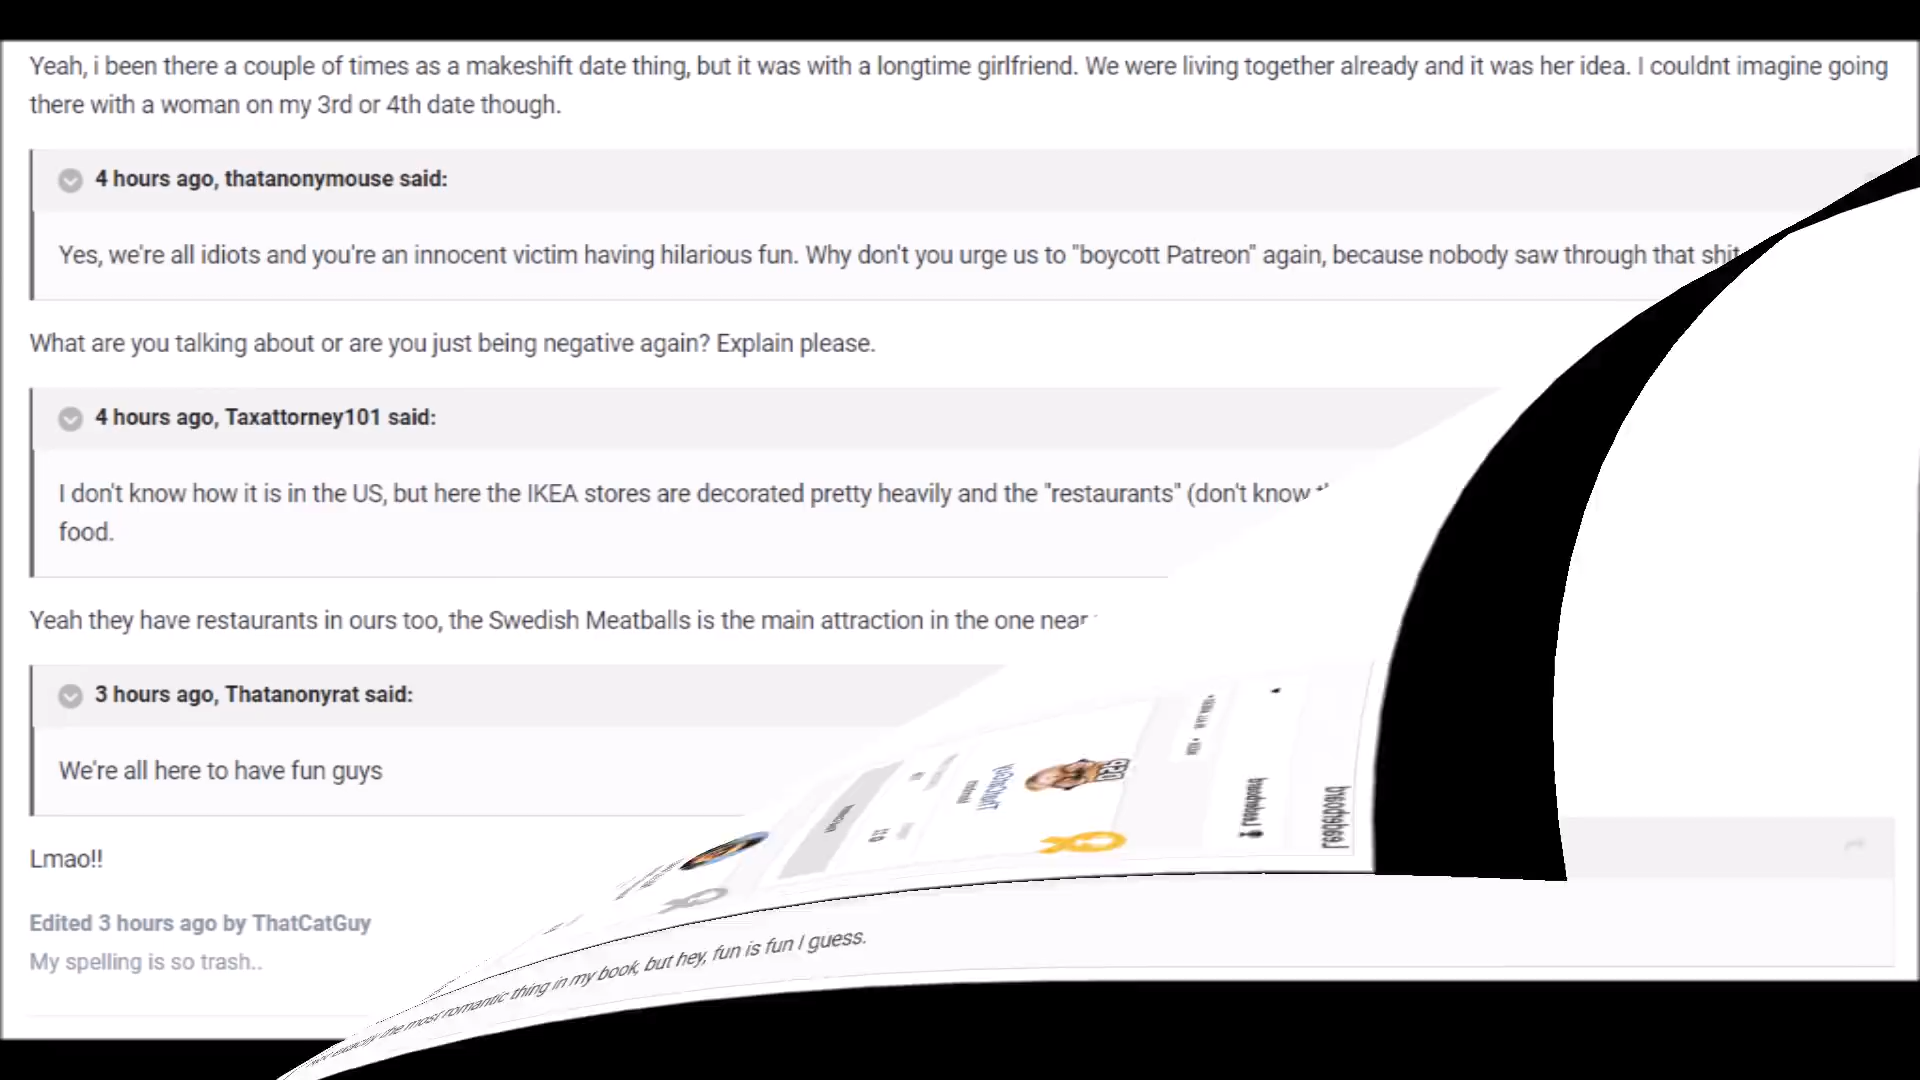 Yeah, i been there a couple of times as a makeshift date thing, but it was with a longtime girlfriend. We were living together already and it was her idea. I couldnt imagine going
there with a woman on my 3rd or 4th date though.
4 hours ago, thatanonymouse said:
Yes, we're all idiots and you're an innocent victim having hilarious fun. Why don't you urge us to "boycott Patreon" again, because nobody saw through that shit
What are you talking about or are you just being negative again? Explain please.
4 hours ago, Taxattorney101 said:
I don't know how it is in the US, but here the IKEA stores are decorated pretty heavily and the "restaurants" (don't know
food.
Yeah they have restaurants in ours too, the Swedish Meatballs is the main attraction in the one near
3 hours ago, Thatanonyrat said:
We're all here to have fun guys
Lmao!!
Edited 3 hours ago by ThatCatGuy
My spelling is so trash..
the most romantic thing in my book, but hey, fun is fun I guess.
Leaderboard
Leaderboard